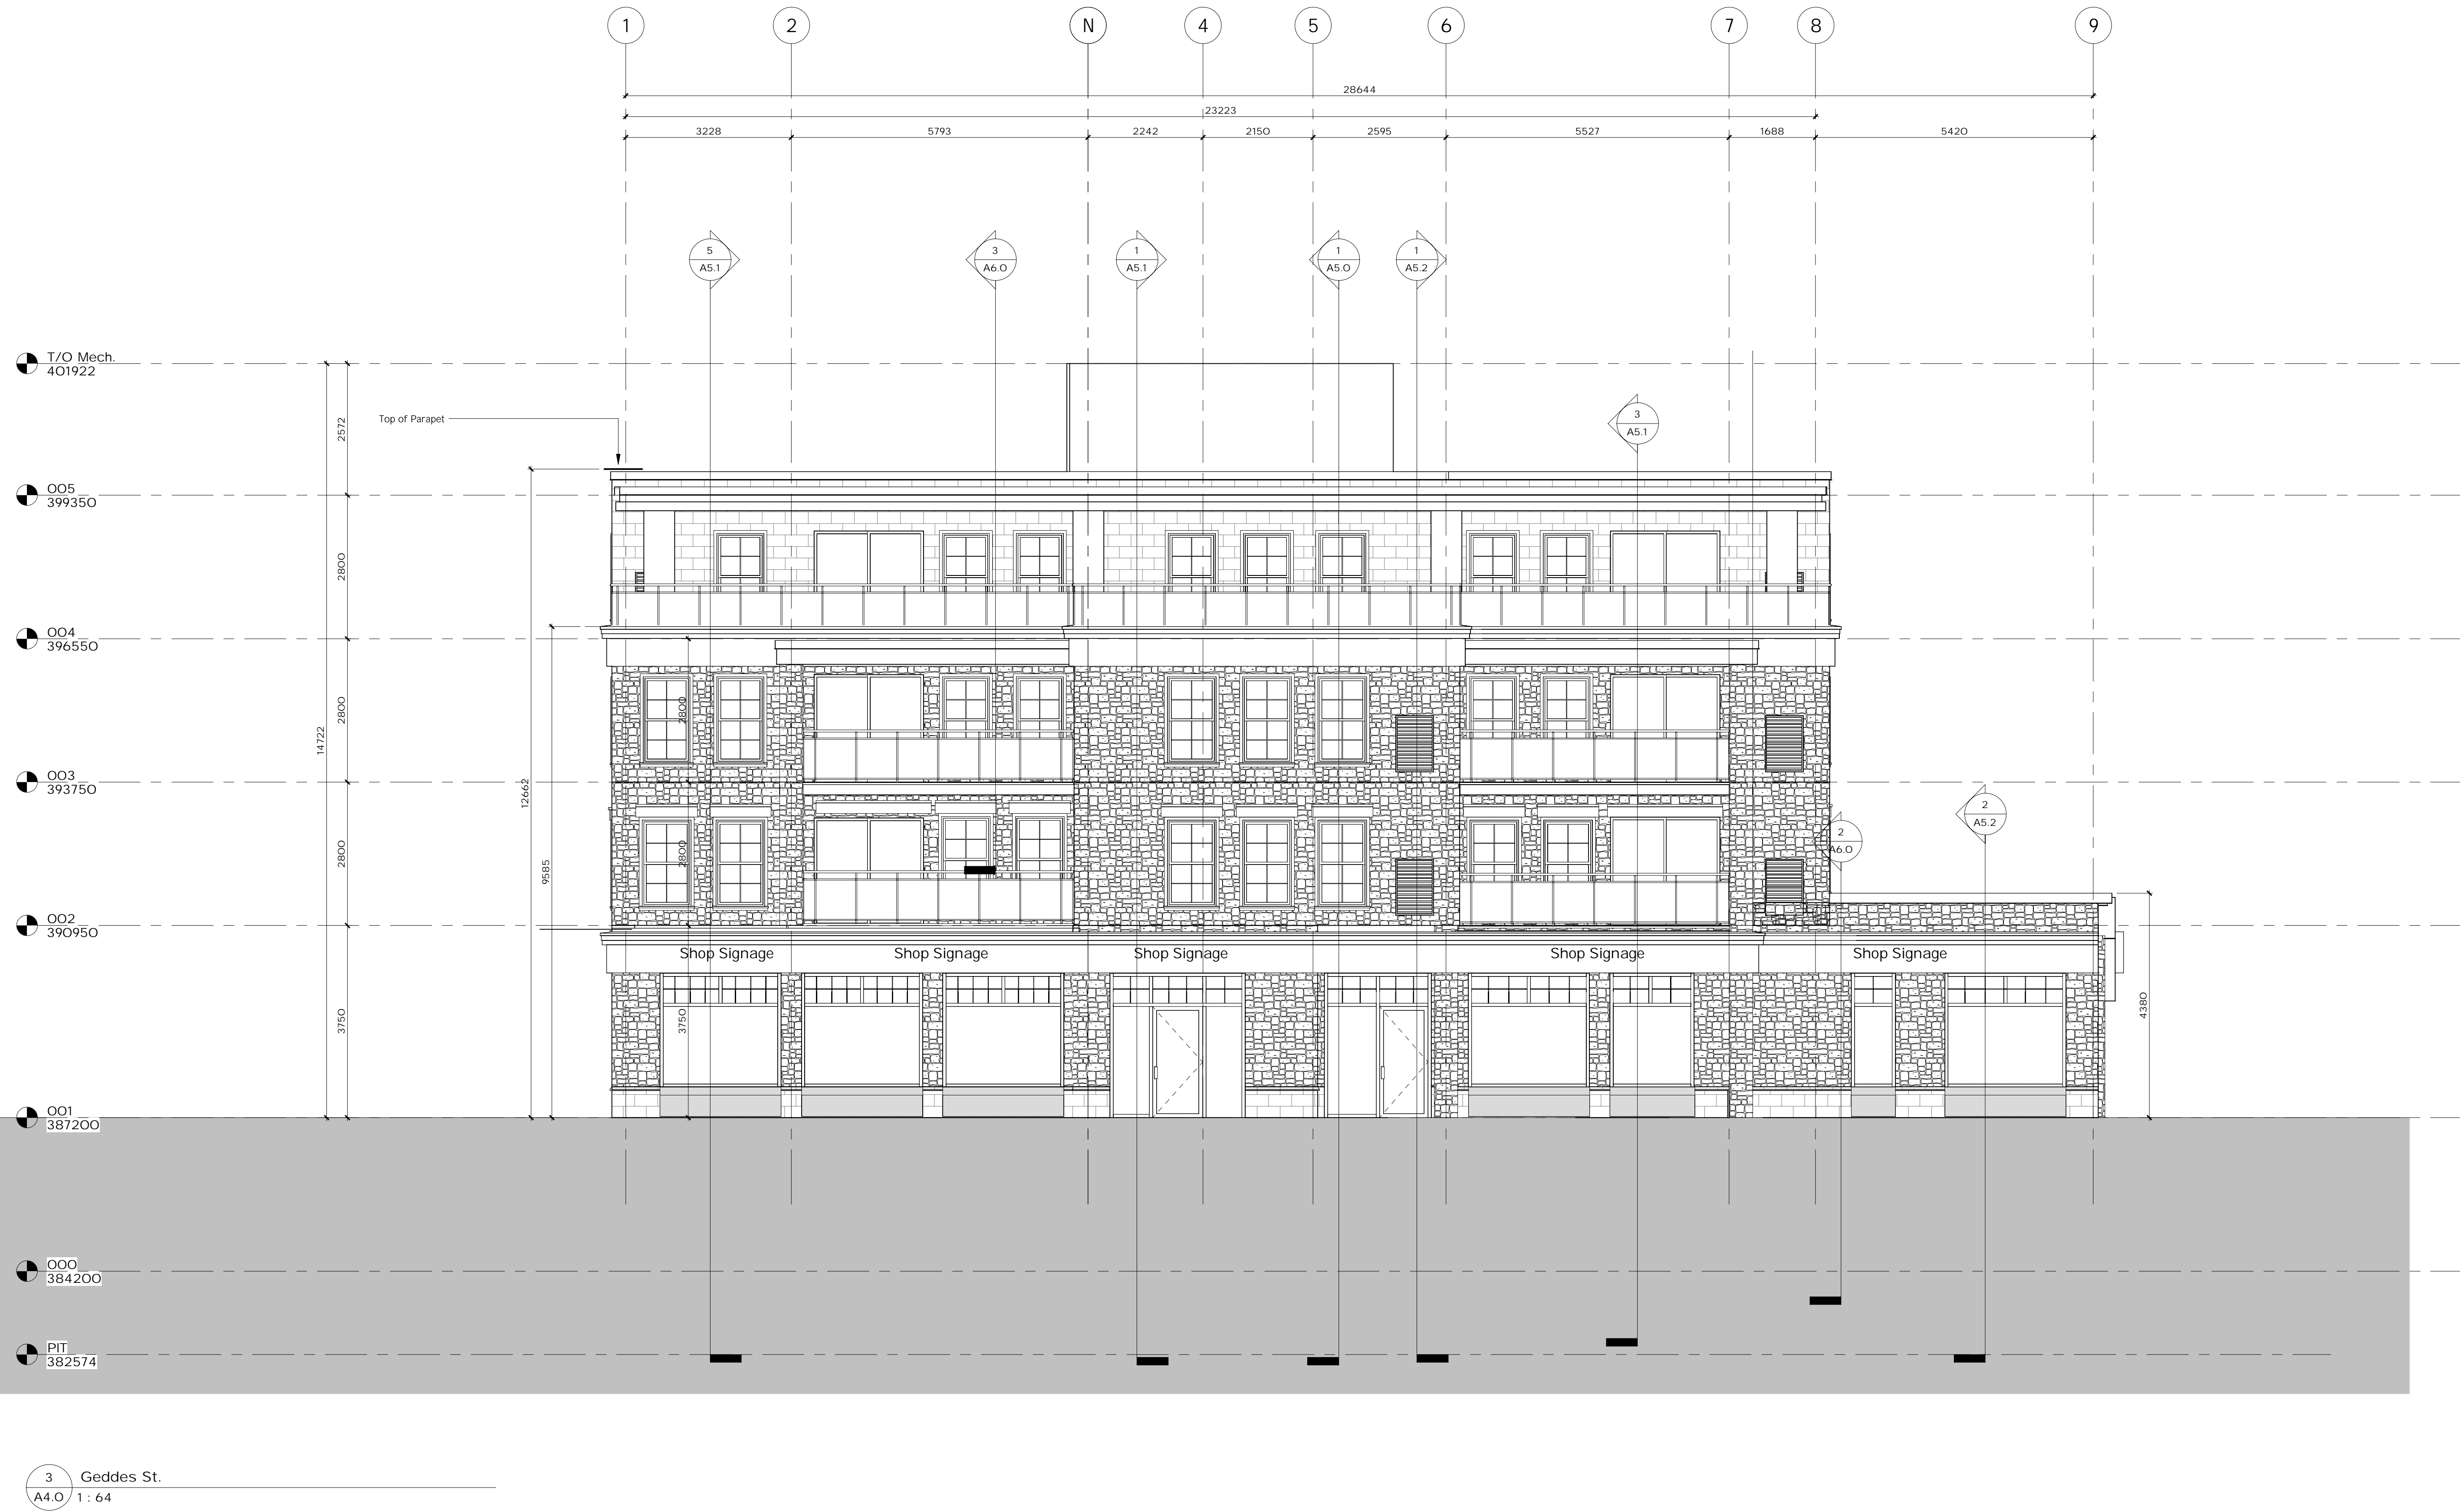 1 2 N 4 5 6 7 8 9
28644
23223
3228 5793 2242 2150 2595 5527 1688 5420
5 3 1 1 1
A5.1 A6.0 A5.1 A5.0 A5.2
T/O Mech.
401922
Top of Parapet
3
A5.1
2572
005
399350
2800
004
396550
2800
2800
14722
003
393750
12662
2
A5.2
2
A6.0
2800
2800
9585
002
390950
Shop Signage Shop Signage Shop Signage Shop Signage Shop Signage
4380
3750
3750
001
387200
000
384200
PIT
382574
3 Geddes St.
A4.0 1 : 64